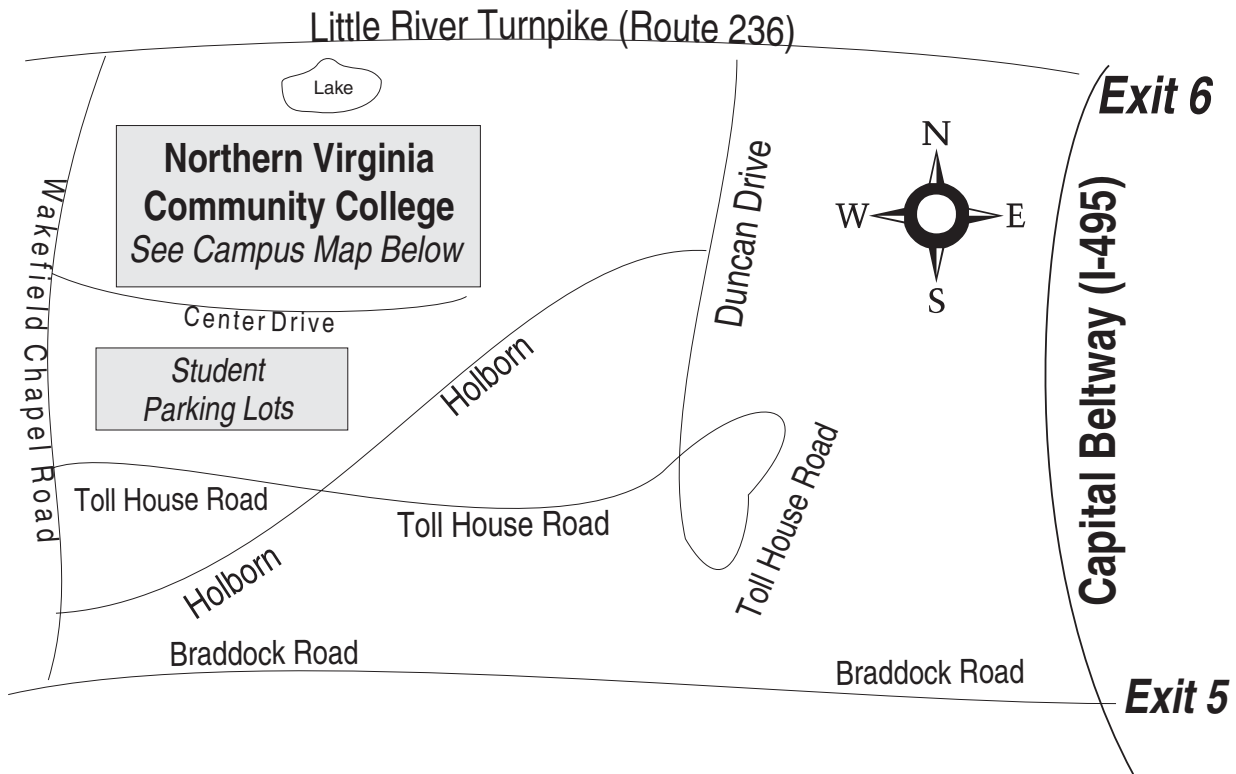 Little River Turnpike (Route 236)
Lake
Exit 6
Northern Virginia
Community College
See Campus Map Below
N
W
E
S
Duncan Drive
Wakefield Chapel Road
Capital Beltway (I-495)
Center Drive
Student
Parking Lots
Holborn
Toll House Road
Toll House Road
Toll House Road
Holborn
Braddock Road
Braddock Road
Exit 5